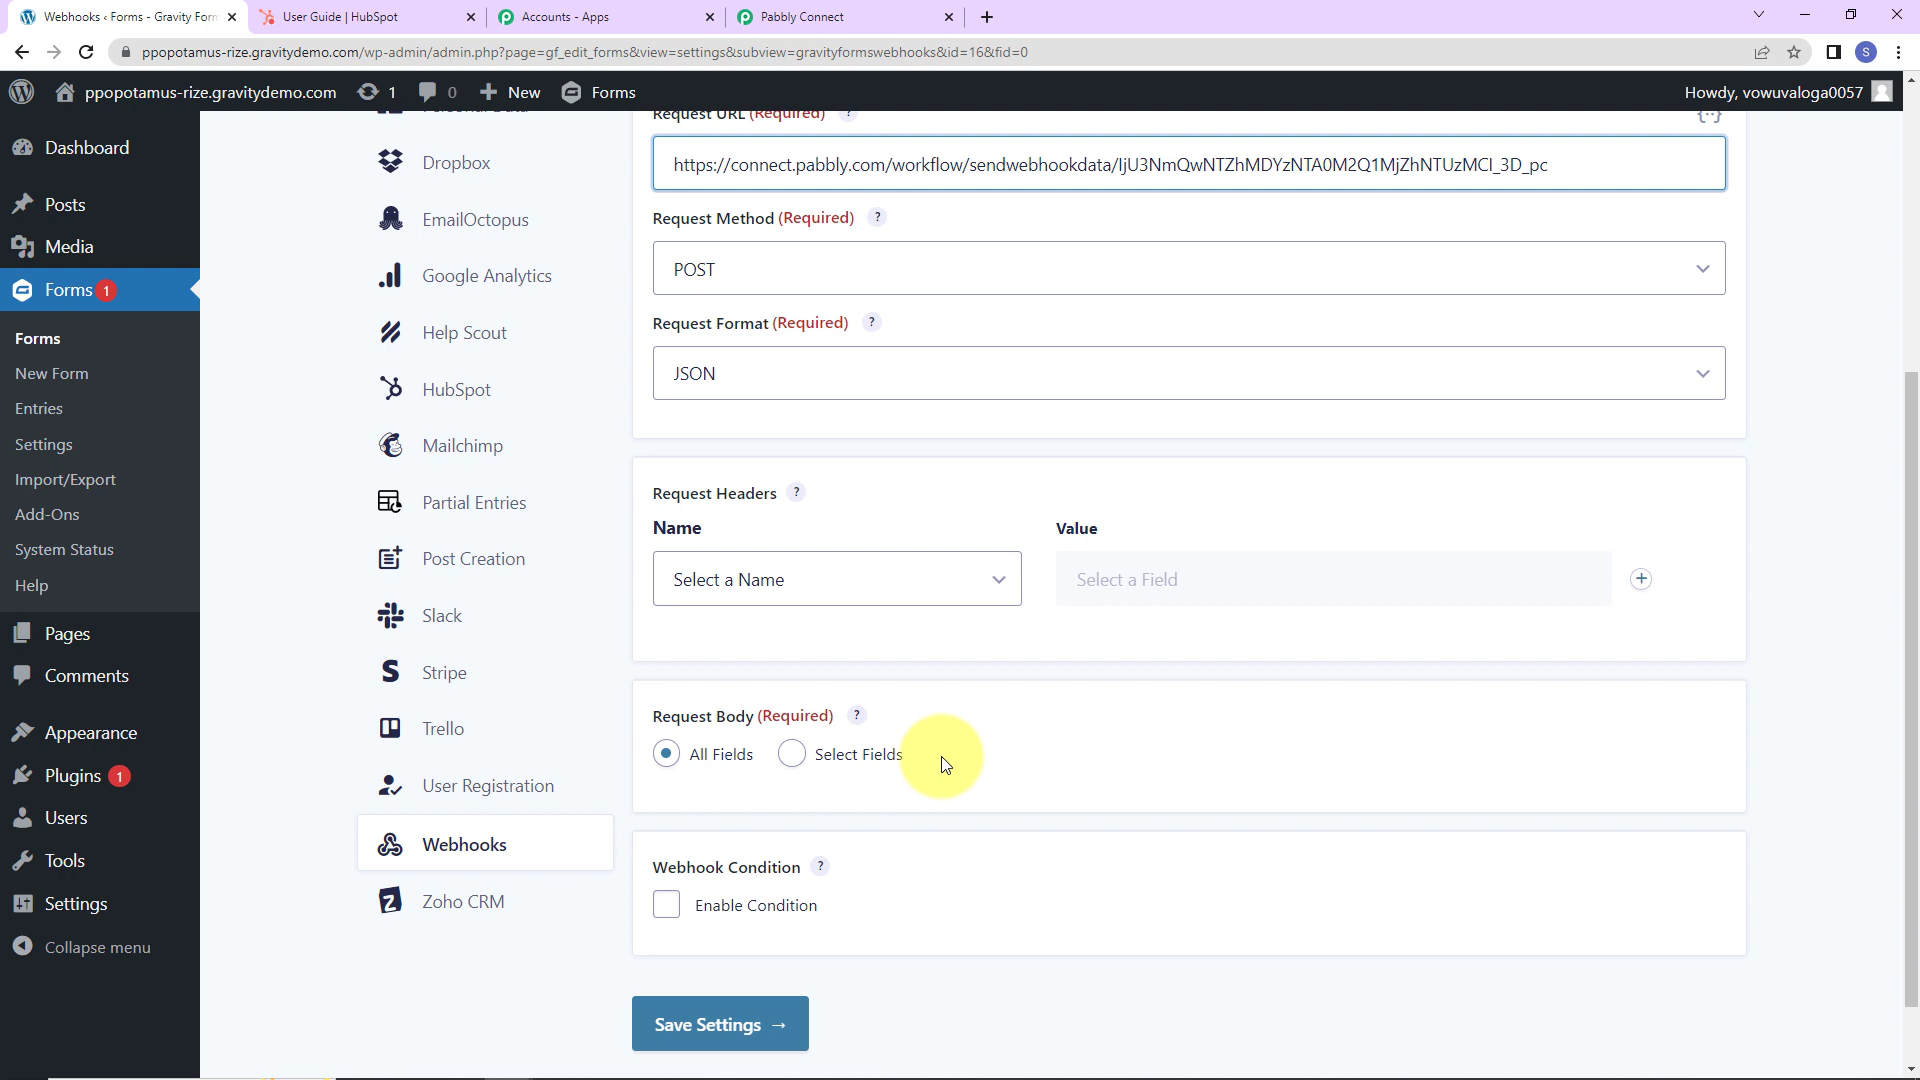 Webhooks ‹ Forms - Gravity Form
User Guide | HubSpot
Accounts - Apps
Pabbly Connect
ppopotamus-rize.gravitydemo.com/wp-admin/admin.php?page=gf_edit_forms&view=settings&subview=gravityformswebhooks&id=16&fid=0
S
ppopotamus-rize.gravitydemo.com
1
0
New
Forms
Howdy, vowuvaloga0057
Dashboard
Posts
Media
Forms 1
Forms
New Form
Entries
Settings
Import/Export
Add-Ons
System Status
Help
Pages
Comments
Appearance
Plugins 1
Users
Tools
Settings
Collapse menu
Personal Data
Dropbox
EmailOctopus
Google Analytics
Help Scout
HubSpot
Mailchimp
Partial Entries
Post Creation
Slack
Stripe
Trello
User Registration
Webhooks
Zoho CRM
Request URL (Required) ?
https://connect.pabbly.com/workflow/sendwebhookdata/IjU3NmQwNTZhMDYzNTA0M2Q1MjZhNTUzMCI_3D_pc
Request Method (Required) ?
POST
Request Format (Required) ?
JSON
Request Headers ?
Name
Value
Select a Name
Select a Field
Request Body (Required) ?
All Fields
Select Fields
Webhook Condition ?
Enable Condition
Save Settings →